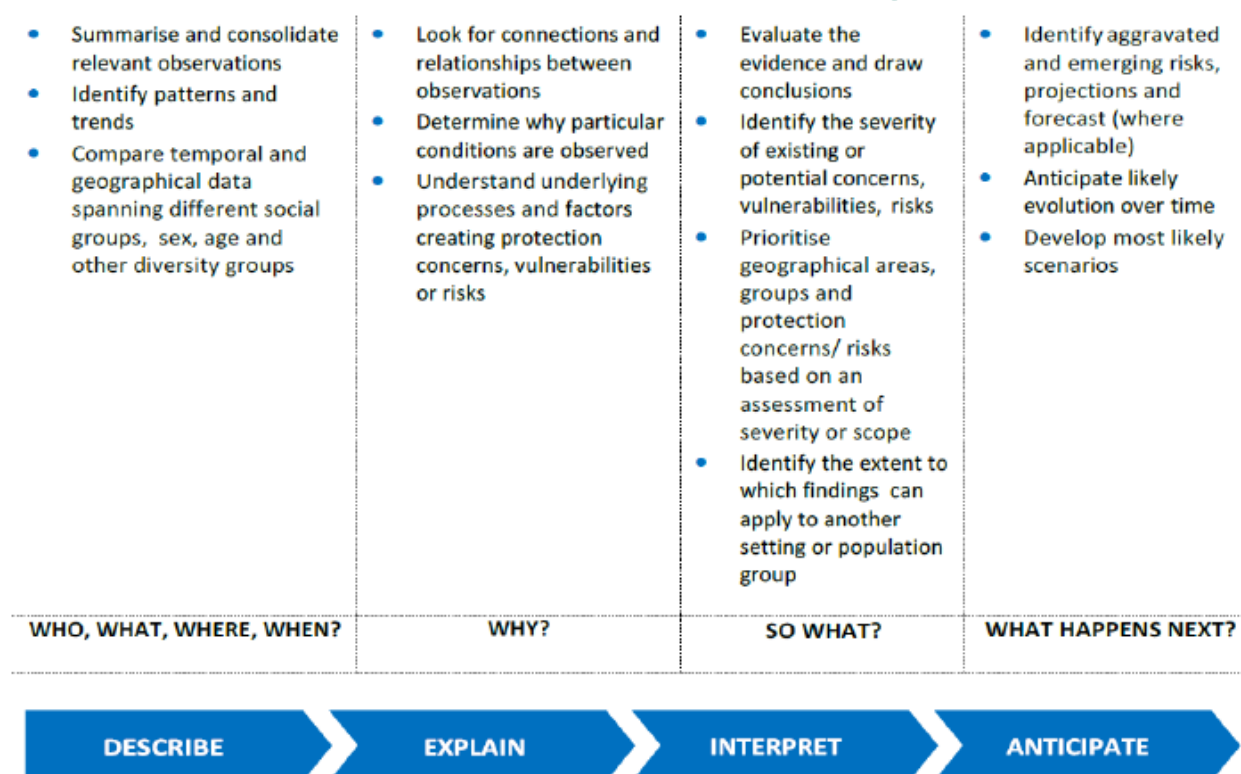 • Summarise and consolidate
relevant observations
• Identify patterns and
trends
• Compare temporal and
geographical data
spanning different social
groups, sex, age and
other diversity groups
• Look for connections and
relationships between
observations
• Determine why particular
conditions are observed
• Understand underlying
processes and factors
creating protection
concerns, vulnerabilities
or risks
• Evaluate the
evidence and draw
conclusions
• Identify the severity
of existing or
potential concerns,
vulnerabilities, risks
• Prioritise
geographical areas,
groups and
protection
concerns/ risks
based on an
assessment of
severity or scope
• Identify the extent to
which findings can
apply to another
setting or population
group
• Identify aggravated
and emerging risks,
projections and
forecast (where
applicable)
• Anticipate likely
evolution over time
• Develop most likely
scenarios
WHO, WHAT, WHERE, WHEN?
WHY?
SO WHAT?
WHAT HAPPENS NEXT?
DESCRIBE
EXPLAIN
INTERPRET
ANTICIPATE